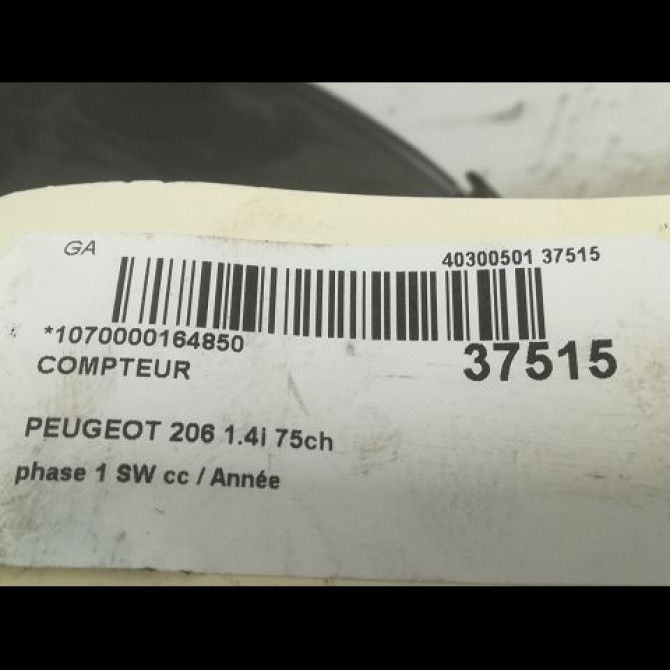 GA
40300501 37515
*1070000164850
37515
COMPTEUR
PEUGEOT 206 1.4i 75ch
phase 1 SW cc / Année